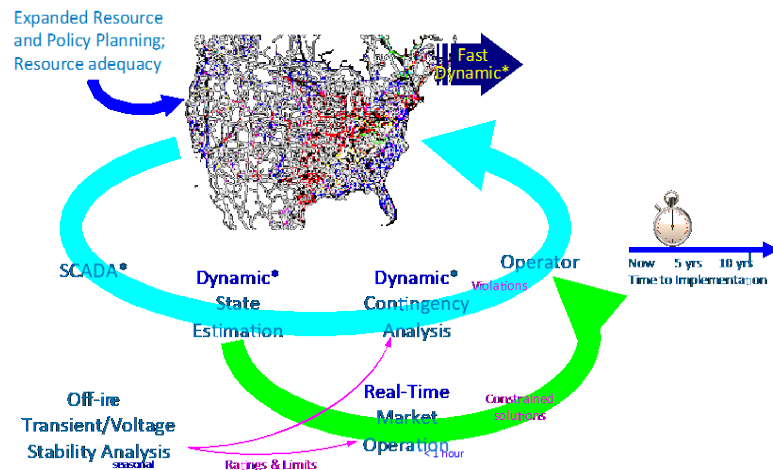 Expanded Resource
and Policy Planning;
Resource adequacy
Fast
Dynamic*
SCADA*
Dynamic*
State
Estimation
Dynamic*
Contingency
Analysis
Violations
Operator
Now 5 yrs 10 yrs
Time to Implementation
Off-ire
Transient/Voltage
Stability Analysis
seasonal
Real-Time
Market
Operation
< 1 hour
Constrained
solutions
Ratings & Limits